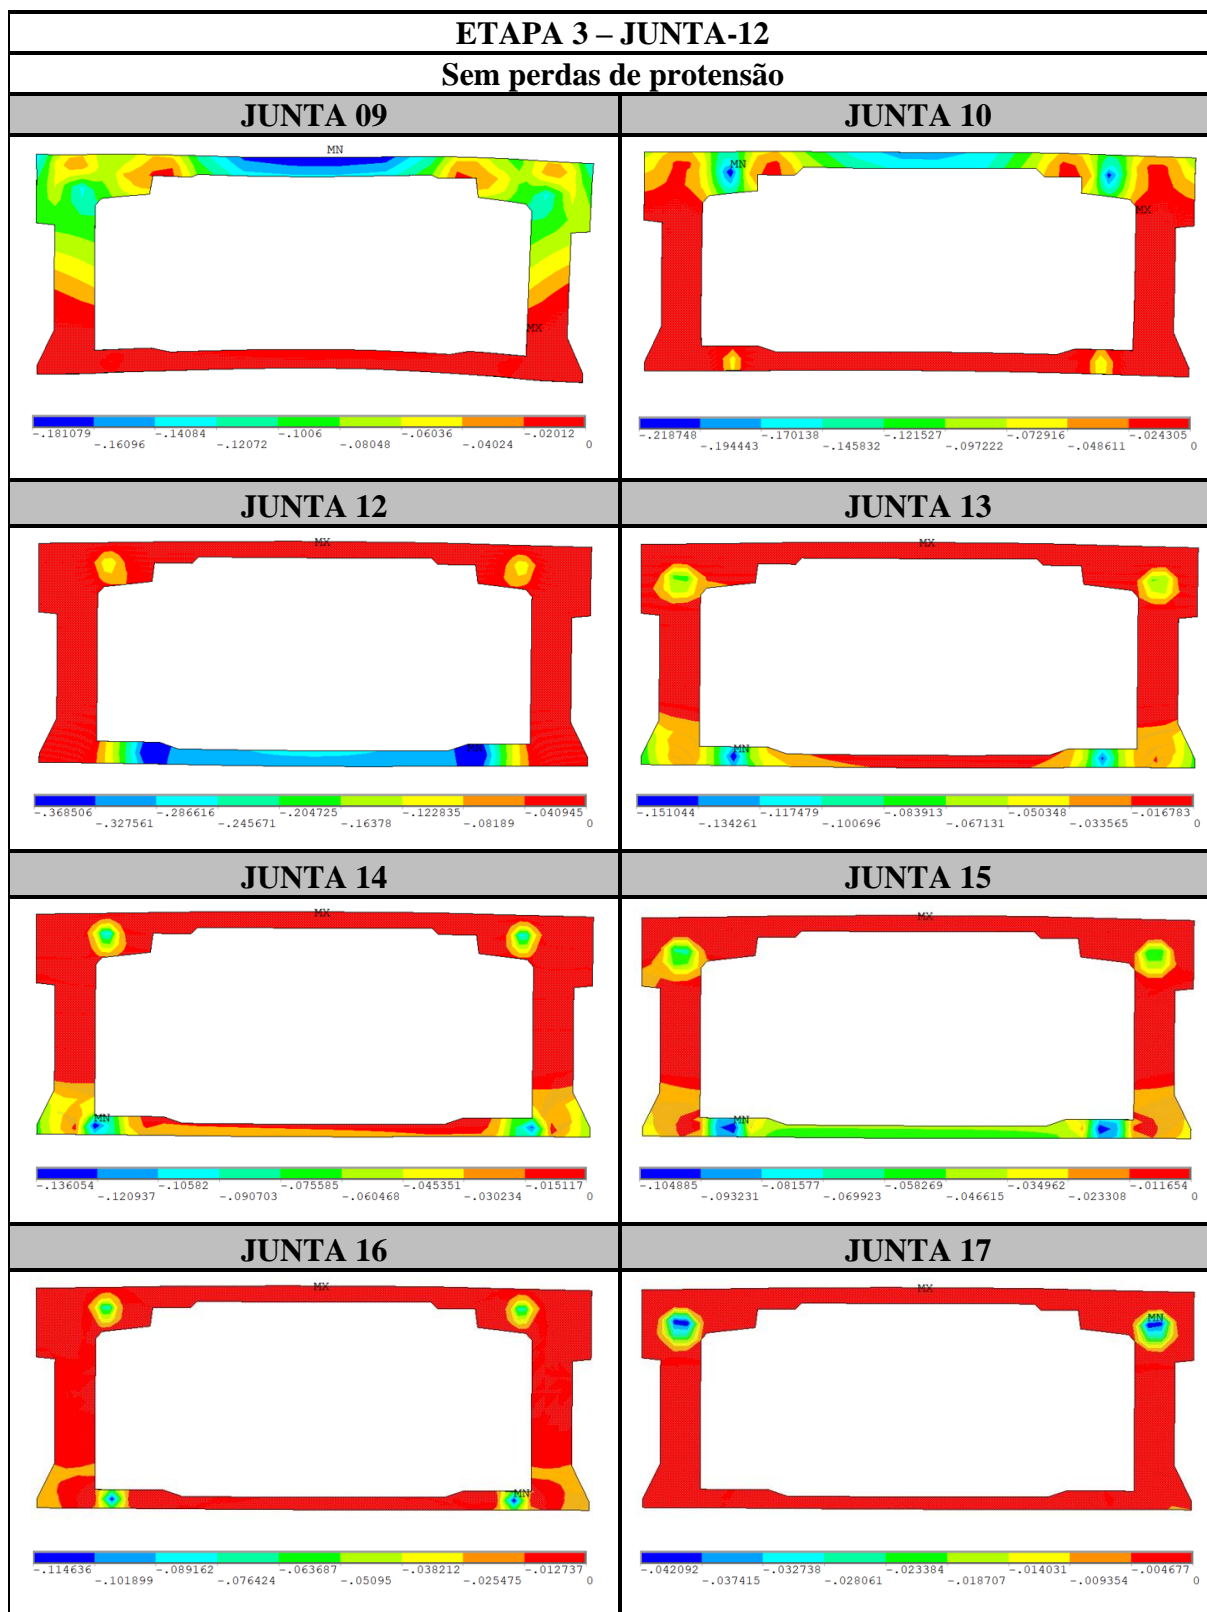 ETAPA 3 – JUNTA-12
Sem perdas de protensão
JUNTA 09 JUNTA 10
MN
MX
-.181079 -.14084 -.1006 -.06036 -.02012
-.16096 -.12072 -.08048 -.04024 0
MN
MX
-.218748 -.170138 -.121527 -.072916 -.024305
-.194443 -.145832 -.097222 -.048611 0
JUNTA 12 JUNTA 13
MX
MN
-.368506 -.286616 -.204725 -.122835 -.040945
-.327561 -.245671 -.16378 -.08189 0
MX
MN
-.151044 -.117479 -.083913 -.050348 -.016783
-.134261 -.100696 -.067131 -.033565 0
JUNTA 14 JUNTA 15
MX
MN
-.136054 -.10582 -.075585 -.045351 -.015117
-.120937 -.090703 -.060468 -.030234 0
MX
MN
-.104885 -.081577 -.058269 -.034962 -.011654
-.093231 -.069923 -.046615 -.023308 0
JUNTA 16 JUNTA 17
MX
MN
-.114636 -.089162 -.063687 -.038212 -.012737
-.101899 -.076424 -.05095 -.025475 0
MX
MN
-.042092 -.032738 -.023384 -.014031 -.004677
-.037415 -.028061 -.018707 -.009354 0